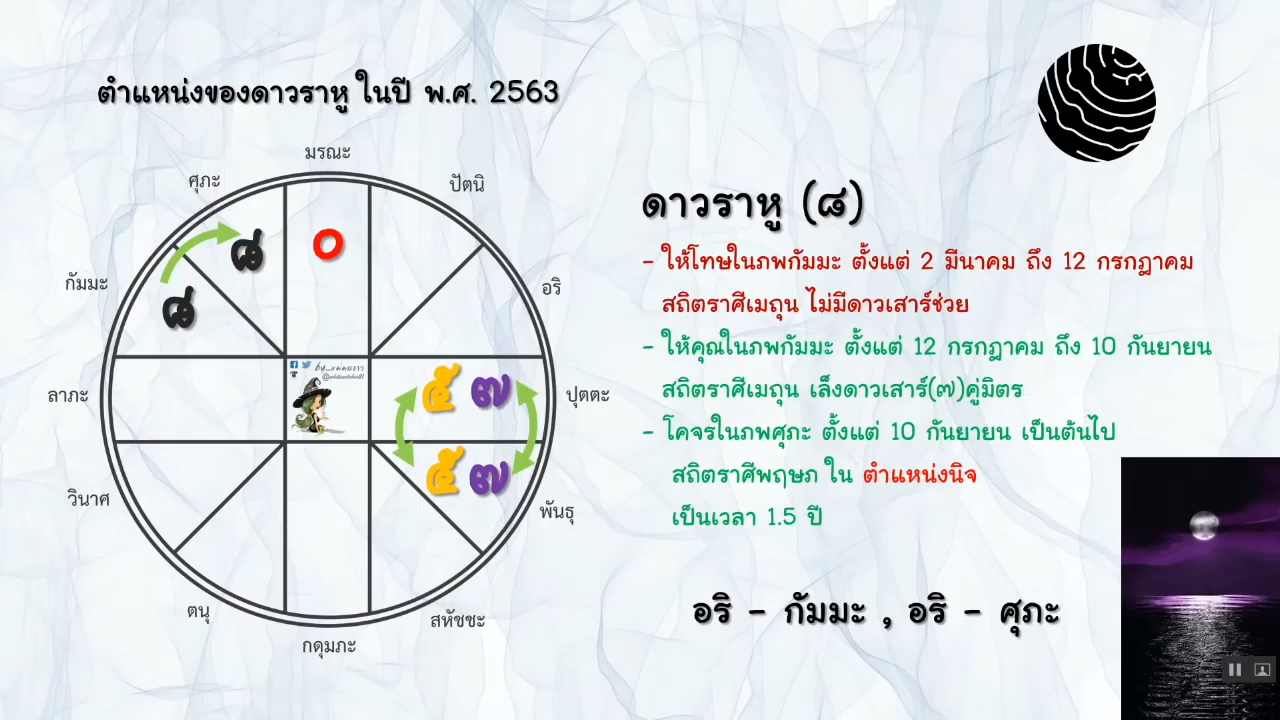 ตำแหน่งของดาวราหู ในปี พ.ศ. 2563
มรณะ
ศุภะ
ปัตนิ
กัมมะ
อริ
ลาภะ
ปุตตะ
วินาศ
พันธุ
ตนุ
สหัชชะ
กดุมภะ
๘
๐
๘
๕ ๗
๕ ๗
by...แม่มดขาว
ดาวราหู (๘)
- ให้โทษในภพกัมมะ ตั้งแต่ 2 มีนาคม ถึง 12 กรกฎาคม
สถิตราศีเมถุน ไม่มีดาวเสาร์ช่วย
- ให้คุณในภพกัมมะ ตั้งแต่ 12 กรกฎาคม ถึง 10 กันยายน
สถิตราศีเมถุน เล็งดาวเสาร์(๗)คู่มิตร
- โคจรในภพศุภะ ตั้งแต่ 10 กันยายน เป็นต้นไป
สถิตราศีพฤษภ ใน ตำแหน่งนิจ
เป็นเวลา 1.5 ปี
อริ - กัมมะ , อริ - ศุภะ